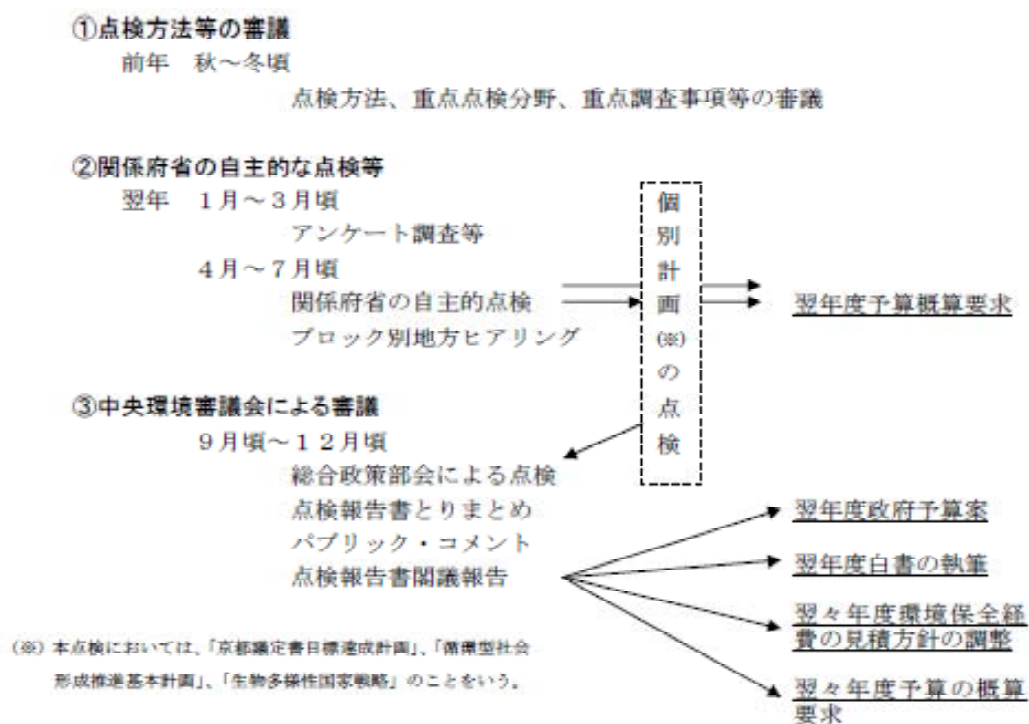 ①点検方法等の審議
前年　秋～冬頃
点検方法、重点点検分野、重点調査事項等の審議
②関係府省の自主的な点検等
翌年　１月～３月頃
アンケート調査等
４月～７月頃
関係府省の自主的点検
ブロック別地方ヒアリング
個別計画(※)の点検
翌年度予算概算要求
③中央環境審議会による審議
９月頃～１２月頃
総合政策部会による点検
点検報告書とりまとめ
パブリック・コメント
点検報告書閣議報告
翌年度政府予算案
翌年度白書の執筆
翌々年度環境保全経
費の見積方針の調整
翌々年度予算の概算
要求
(※) 本点検においては、「京都議定書目標達成計画」、「循環型社会
形成推進基本計画」、「生物多様性国家戦略」のことをいう。